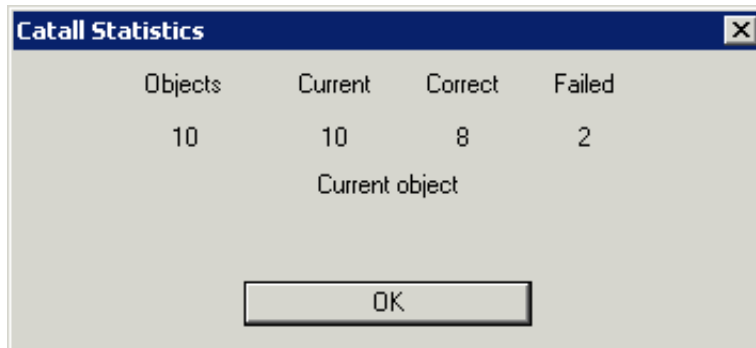 Catall Statistics
Objects Current Correct Failed
10 10 8 2
Current object
OK